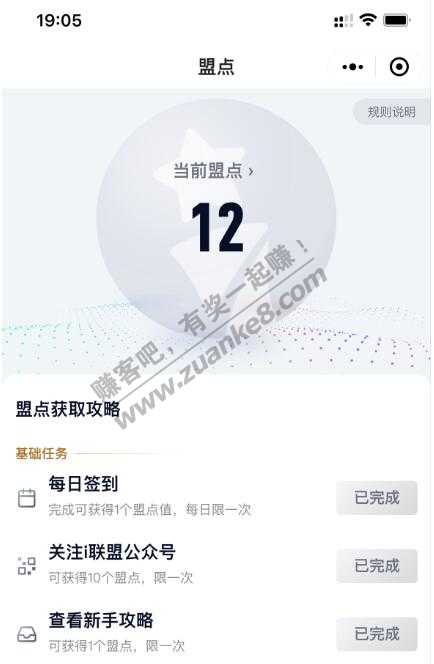 19:05
盟点
规则说明
当前盟点 ›
12
赚客吧，有奖一起赚！
www.zuanke8.com
盟点获取攻略
基础任务
每日签到
完成可获得1个盟点值，每日限一次
已完成
关注i联盟公众号
可获得10个盟点，限一次
已完成
查看新手攻略
可获得1个盟点，限一次
已完成